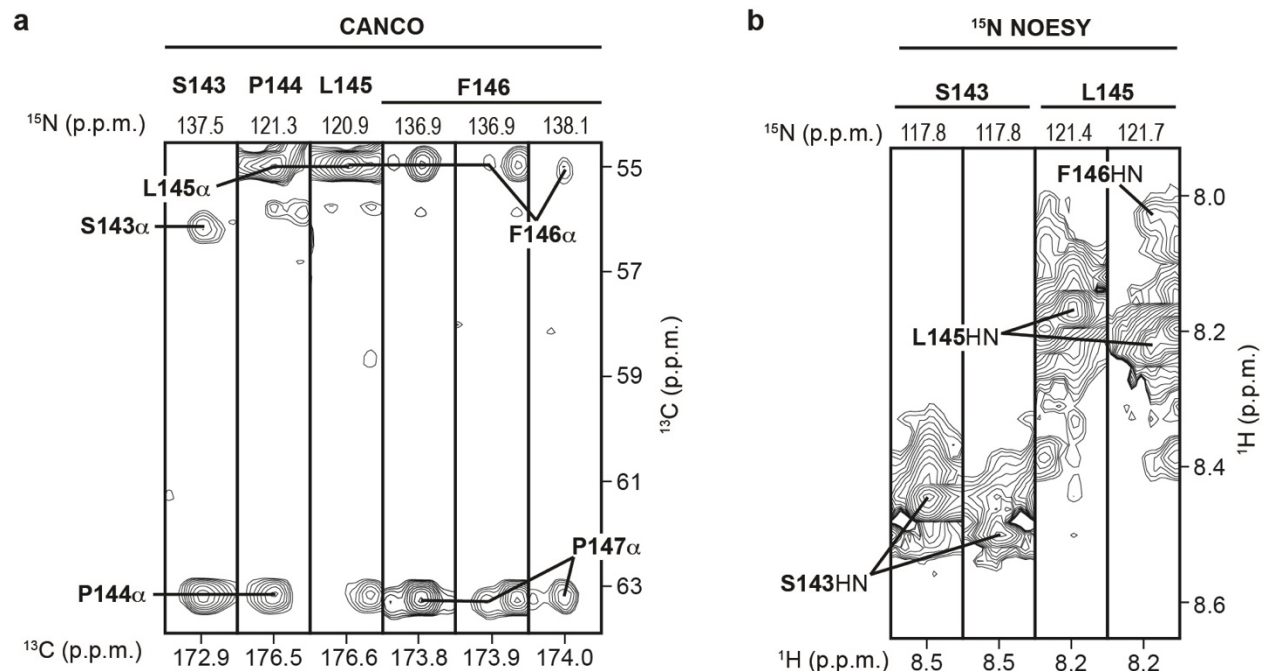 a
CANCO
S143 P144 L145 F146
¹⁵N (p.p.m.) 137.5 121.3 120.9 136.9 136.9 138.1
L145α
S143α
F146α
P147α
P144α
55
57
59
61
63
¹³C (p.p.m.)
¹³C (p.p.m.) 172.9 176.5 176.6 173.8 173.9 174.0
b
¹⁵N NOESY
S143 L145
¹⁵N (p.p.m.) 117.8 117.8 121.4 121.7
F146HN
L145HN
S143HN
8.0
8.2
8.4
8.6
¹H (p.p.m.)
¹H (p.p.m.) 8.5 8.5 8.2 8.2